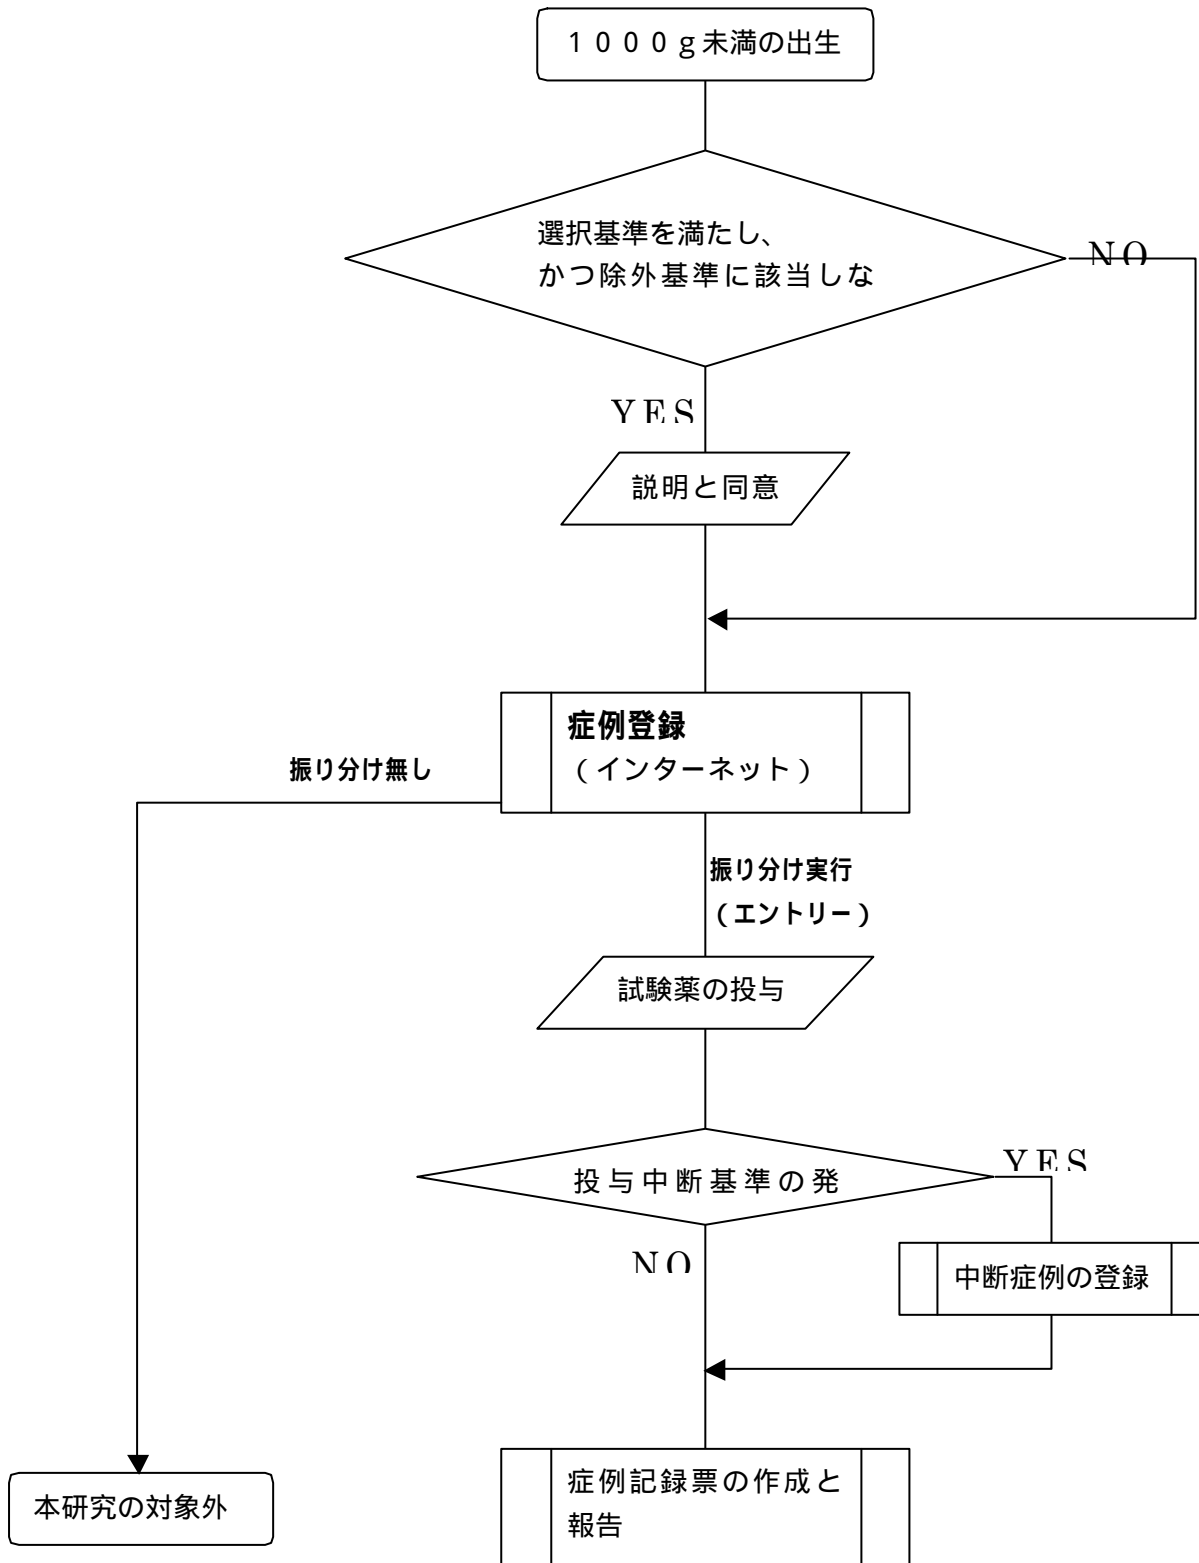 １０００ｇ未満の出生
選択基準を満たし、
かつ除外基準に該当しな
NO
YES
説明と同意
症例登録
（インターネット）
振り分け無し
振り分け実行
（エントリー）
試験薬の投与
投与中断基準の発
YES
NO
中断症例の登録
本研究の対象外
症例記録票の作成と
報告